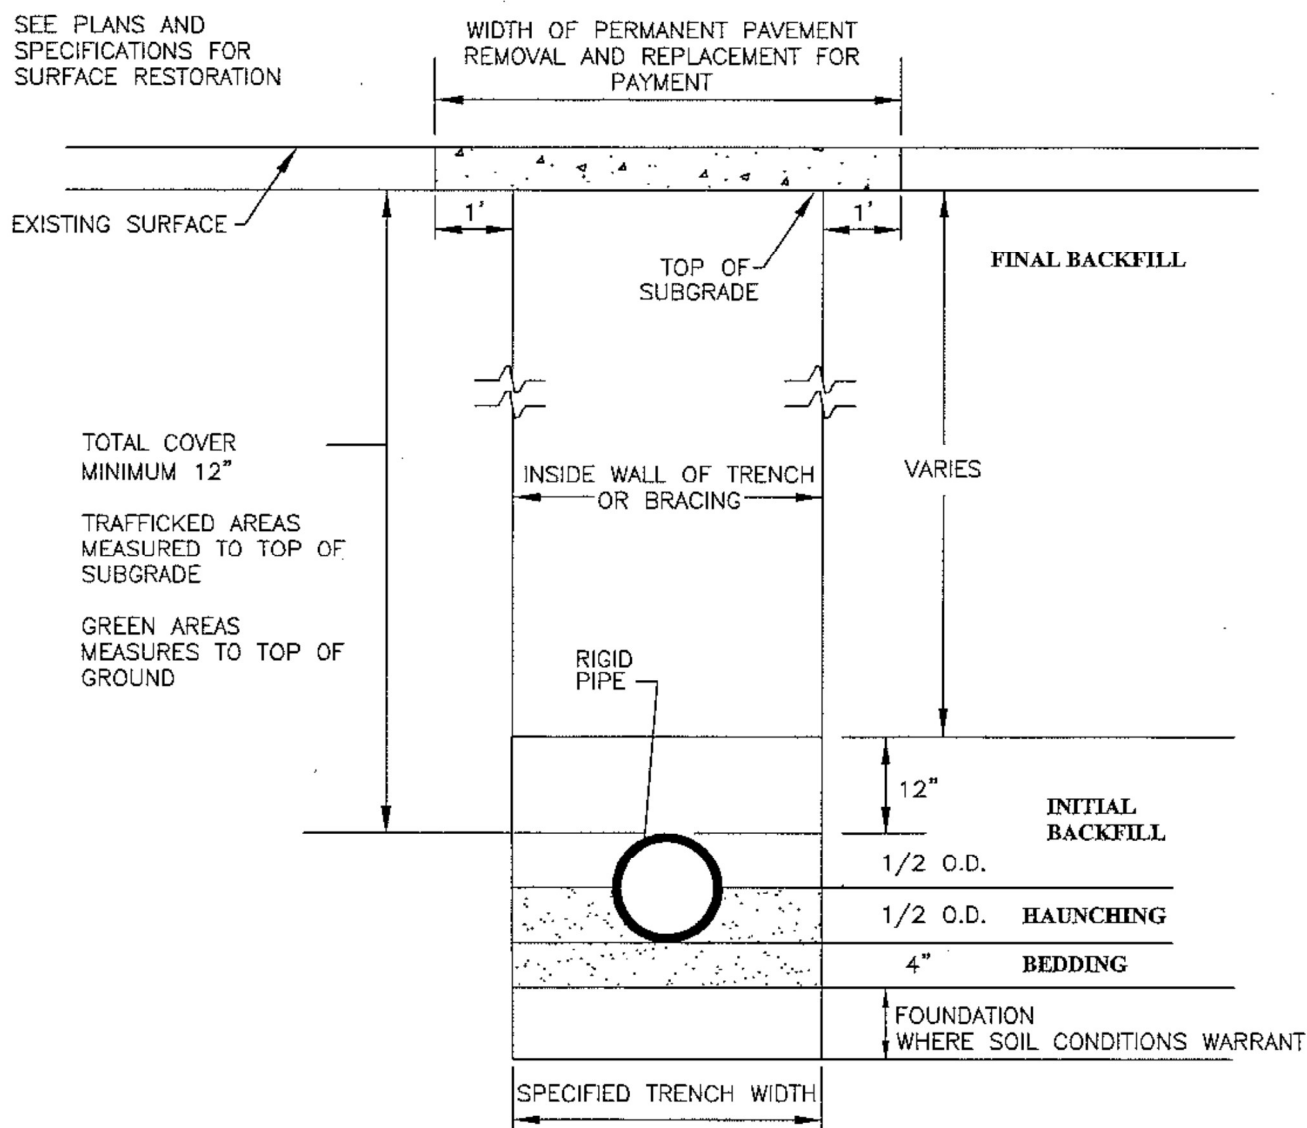 SEE PLANS AND
SPECIFICATIONS FOR
SURFACE RESTORATION
WIDTH OF PERMANENT PAVEMENT
REMOVAL AND REPLACEMENT FOR
PAYMENT
EXISTING SURFACE
1'
1'
TOP OF
SUBGRADE
FINAL BACKFILL
TOTAL COVER
MINIMUM 12"
TRAFFICKED AREAS
MEASURED TO TOP OF
SUBGRADE
GREEN AREAS
MEASURES TO TOP OF
GROUND
INSIDE WALL OF TRENCH
OR BRACING
VARIES
RIGID
PIPE
12"
INITIAL
BACKFILL
1/2 O.D.
1/2 O.D. HAUNCHING
4" BEDDING
FOUNDATION
WHERE SOIL CONDITIONS WARRANT
SPECIFIED TRENCH WIDTH